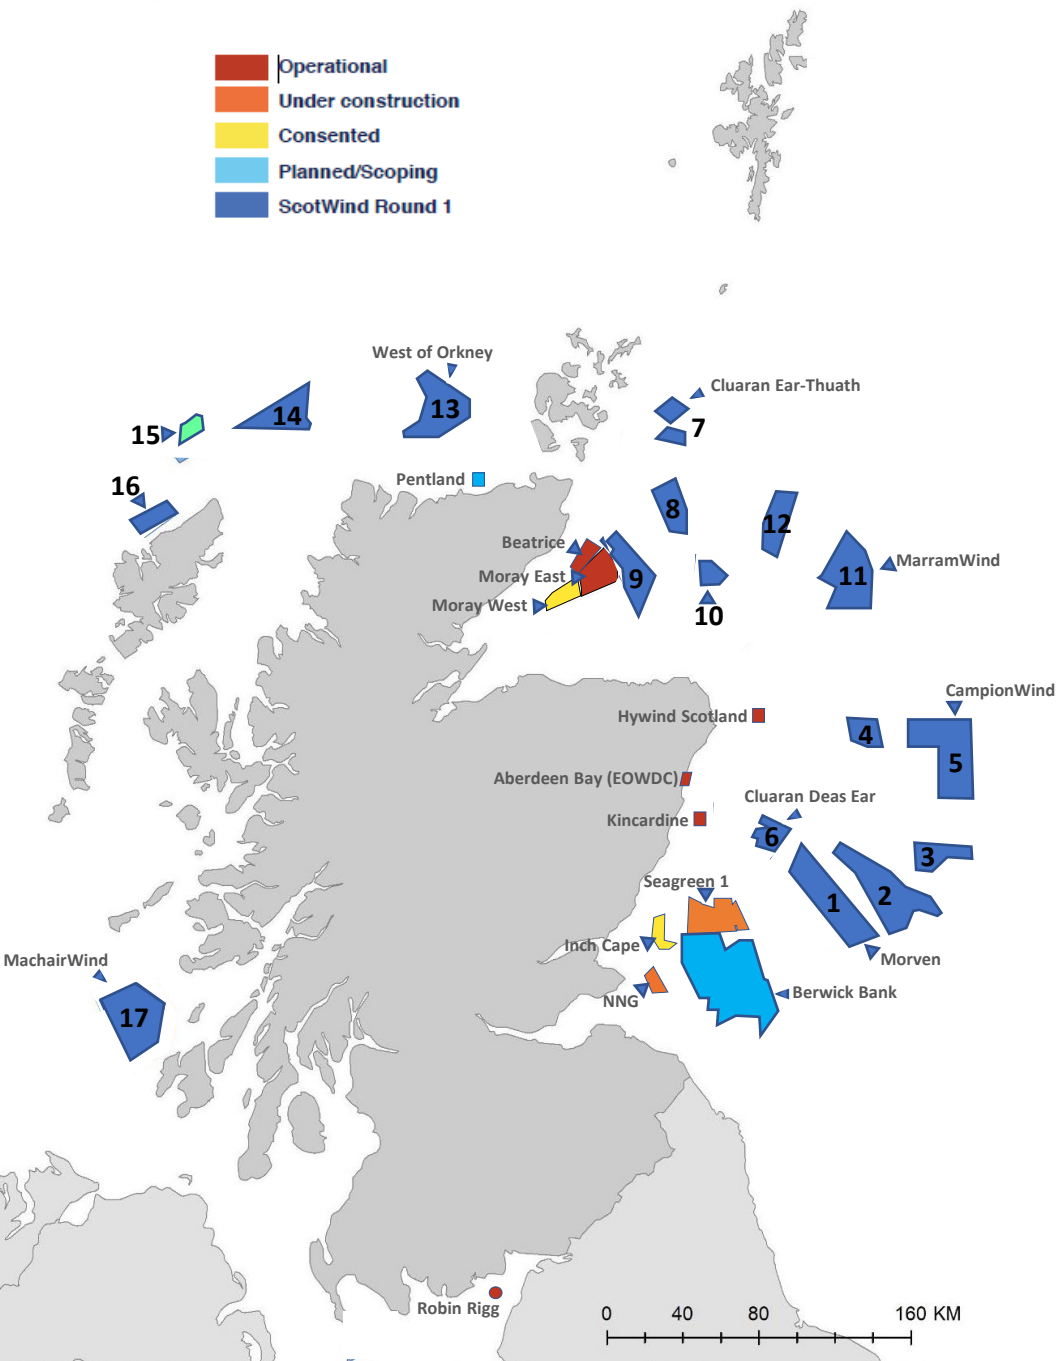 Operational
Under construction
Consented
Planned/Scoping
ScotWind Round 1
West of Orkney
Cluaran Ear-Thuath
14
13
15
7
Pentland
16
8
12
Beatrice
MarramWind
Moray East
9
11
Moray West
10
CampionWind
Hywind Scotland
4
5
Aberdeen Bay (EOWDC)
Cluaran Deas Ear
Kincardine
6
3
Seagreen 1
2
1
Inch Cape
Morven
MachairWind
Berwick Bank
NNG
17
Robin Rigg
0 40 80 160 KM